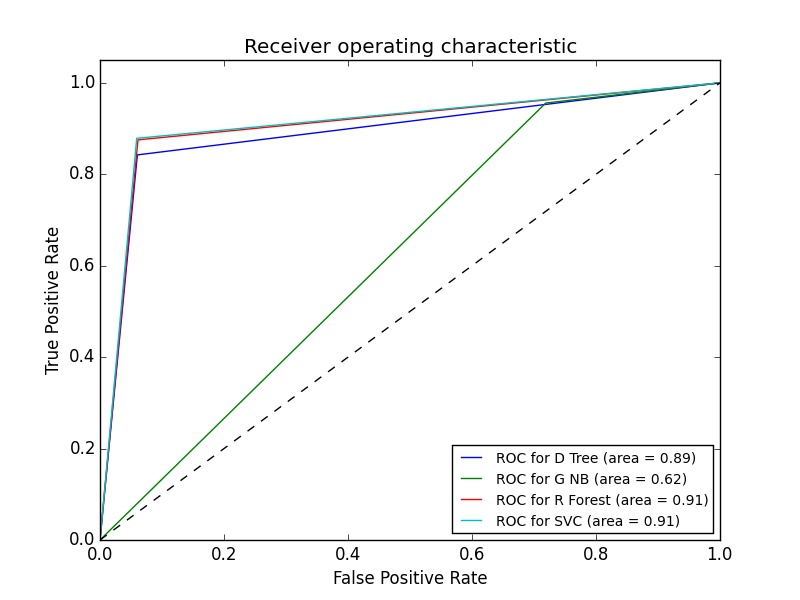 Receiver operating characteristic
1.0
0.8
0.6
0.4
0.2
0.0
True Positive Rate
ROC for D Tree (area = 0.89)
ROC for G NB (area = 0.62)
ROC for R Forest (area = 0.91)
ROC for SVC (area = 0.91)
0.0 0.2 0.4 0.6 0.8 1.0
False Positive Rate